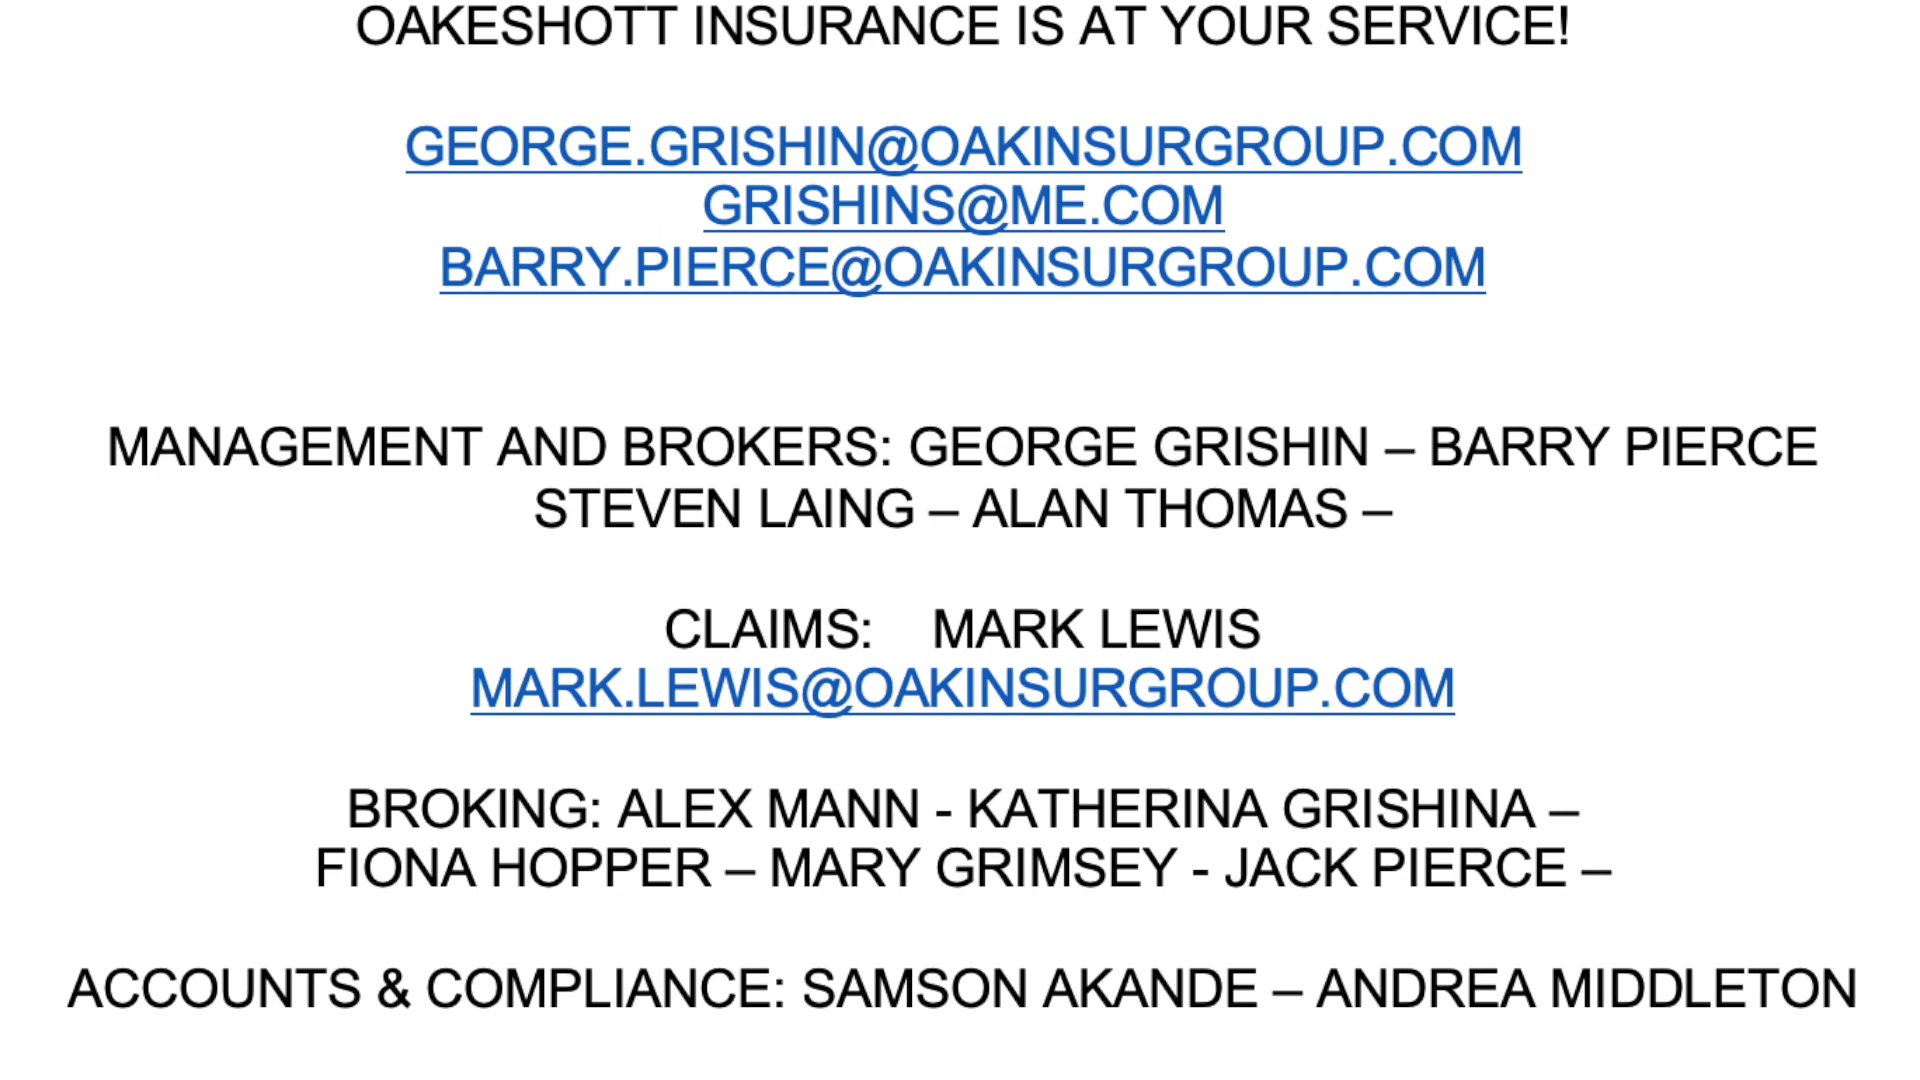 OAKESHOTT INSURANCE IS AT YOUR SERVICE!
GEORGE.GRISHIN@OAKINSURGROUP.COM
GRISHINS@ME.COM
BARRY.PIERCE@OAKINSURGROUP.COM
MANAGEMENT AND BROKERS: GEORGE GRISHIN – BARRY PIERCE
STEVEN LAING – ALAN THOMAS –
CLAIMS: MARK LEWIS
MARK.LEWIS@OAKINSURGROUP.COM
BROKING: ALEX MANN - KATHERINA GRISHINA –
FIONA HOPPER – MARY GRIMSEY - JACK PIERCE –
ACCOUNTS & COMPLIANCE: SAMSON AKANDE – ANDREA MIDDLETON